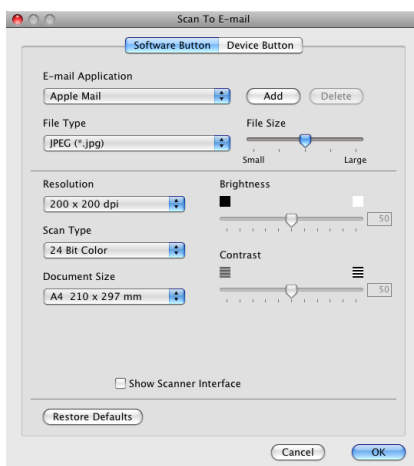 Scan To E-mail
Software Button Device Button
E-mail Application
Apple Mail Add Delete
File Type File Size
JPEG (*.jpg)
Small Large
Resolution Brightness
200 x 200 dpi 50
Scan Type
24 Bit Color Contrast
Document Size
A4 210 x 297 mm 50
Show Scanner Interface
Restore Defaults
Cancel OK